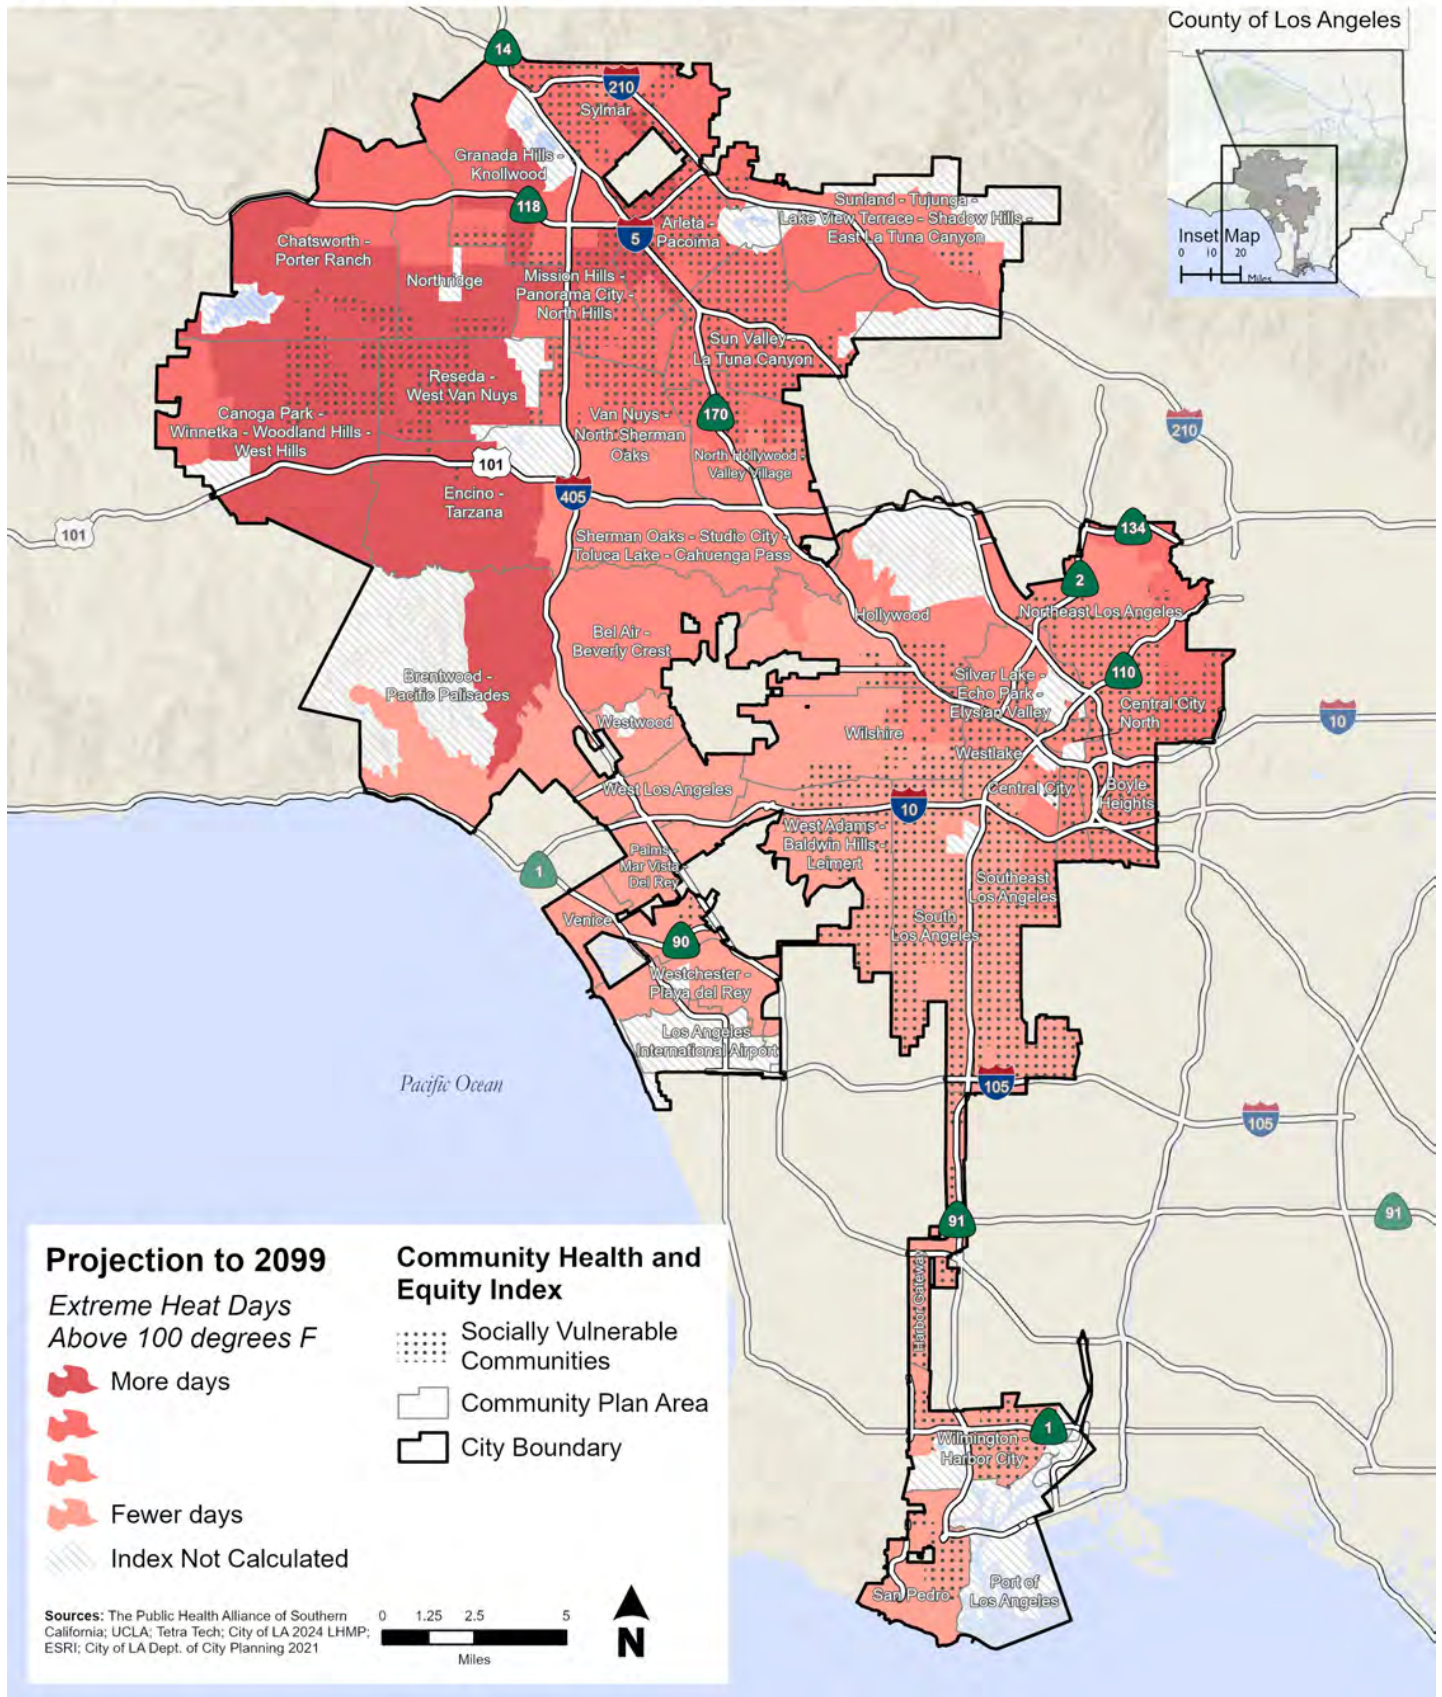 County of Los Angeles
Inset Map
0 10 20
Miles
14
210
Sylmar
Granada Hills -
Knollwood
118
5
Arleta -
Pacoima
Sunland - Tujunga -
Lake View Terrace - Shadow Hills -
East La Tuna Canyon
Chatsworth -
Porter Ranch
Northridge
Mission Hills -
Panorama City -
North Hills
Sun Valley -
La Tuna Canyon
Reseda -
West Van Nuys
Canoga Park -
Winnetka - Woodland Hills -
West Hills
Van Nuys -
North Sherman
Oaks
170
North Hollywood -
Valley Village
210
101
101
Encino -
Tarzana
405
Sherman Oaks - Studio City -
Toluca Lake - Cahuenga Pass
134
2
Hollywood
Northeast Los Angeles
Bel Air -
Beverly Crest
Brentwood -
Pacific Palisades
Silver Lake -
Echo Park -
Elysian Valley
110
Central City
North
10
Westwood
Wilshire
Westlake
West Los Angeles
10
Central City
Boyle
Heights
West Adams -
Baldwin Hills -
Leimert
Palms -
Mar Vista -
Del Rey
1
Southeast
Los Angeles
Venice
South
Los Angeles
90
Westchester -
Playa del Rey
Los Angeles
International Airport
Pacific Ocean
105
105
91
91
Harbor Gateway
1
Wilmington -
Harbor City
San Pedro
Port of
Los Angeles
Projection to 2099
Extreme Heat Days
Above 100 degrees F
More days
Fewer days
Index Not Calculated
Community Health and
Equity Index
Socially Vulnerable
Communities
Community Plan Area
City Boundary
Sources: The Public Health Alliance of Southern
California; UCLA; Tetra Tech; City of LA 2024 LHMP;
ESRI; City of LA Dept. of City Planning 2021
0 1.25 2.5 5
Miles
N